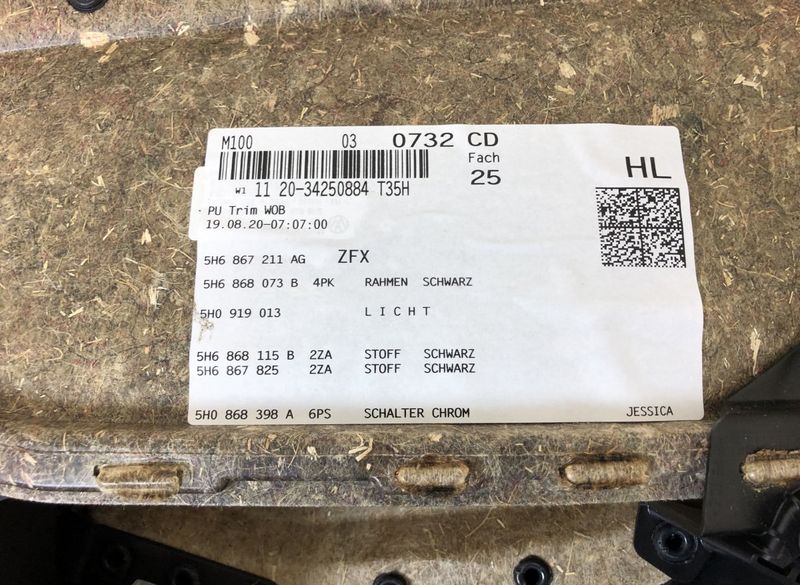 M100 03 0732 CD
Fach
W1 11 20-34250884 T35H 25 HL
- PU Trim WOB
19.08.20-07:07:00
5H6 867 211 AG ZFX
5H6 868 073 B 4PK RAHMEN SCHWARZ
5H0 919 013 LICHT
5H6 868 115 B 2ZA STOFF SCHWARZ
5H6 867 825 2ZA STOFF SCHWARZ
5H0 868 398 A 6PS SCHALTER CHROM JESSICA